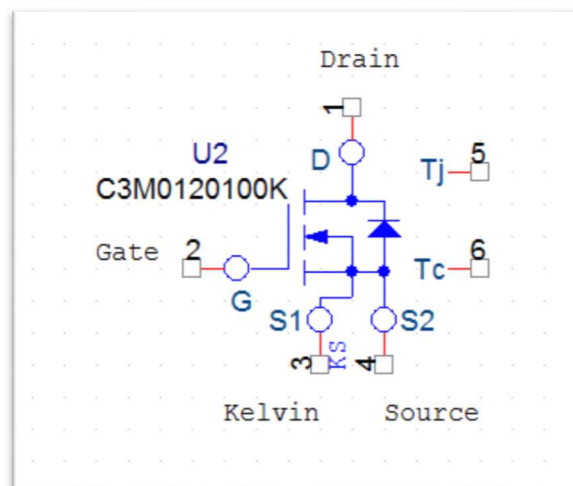 Drain
1
U2
D
5
Tj
C3M0120100K
Gate
2
6
Tc
G
S1
S2
3
KS
4
Kelvin
Source